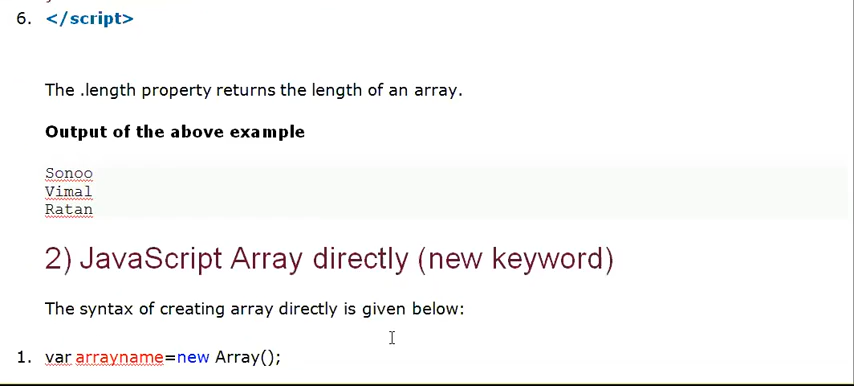 6. </script>
The .length property returns the length of an array.
Output of the above example
Sonoo
Vimal
Ratan
2) JavaScript Array directly (new keyword)
The syntax of creating array directly is given below:
1. var arrayname=new Array();